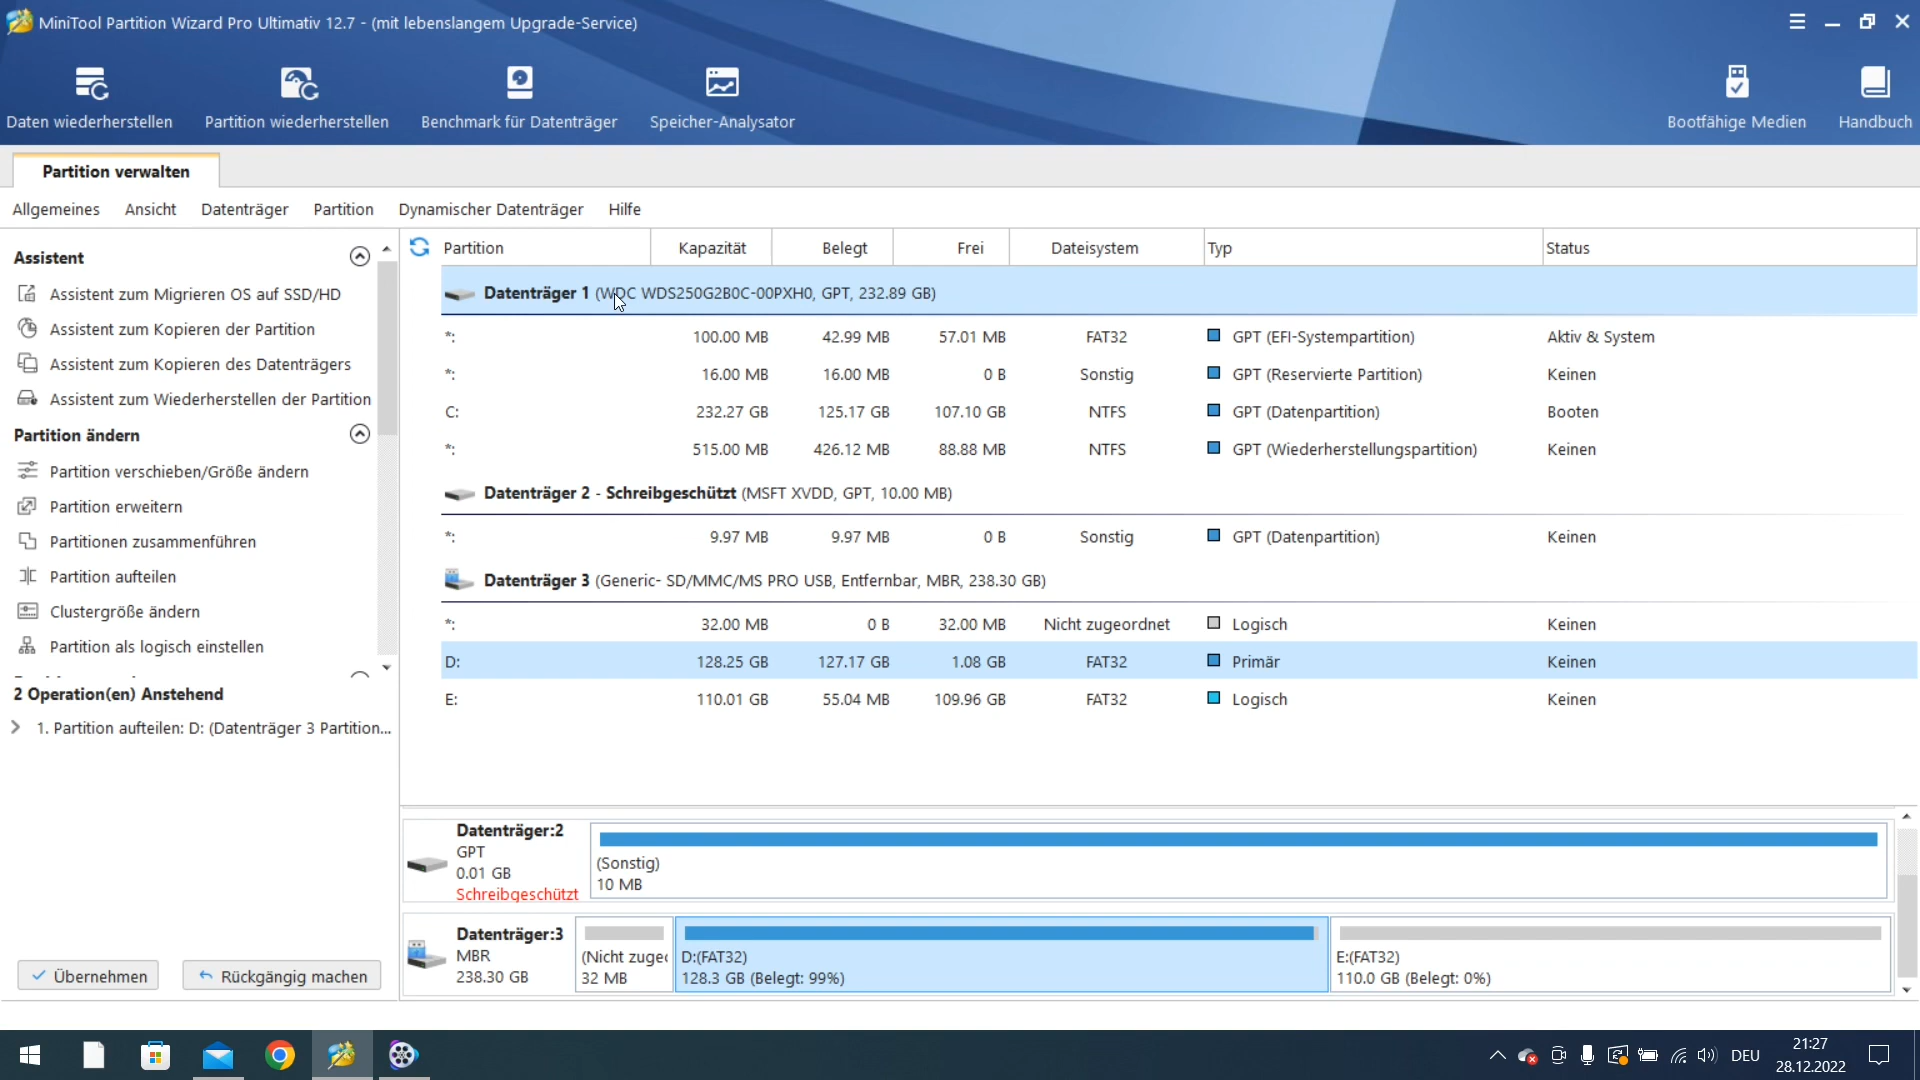 MiniTool Partition Wizard Pro Ultimativ 12.7 - (mit lebenslangem Upgrade-Service)
Daten wiederherstellen
Partition wiederherstellen
Benchmark für Datenträger
Speicher-Analysator
Bootfähige Medien
Handbuch
Partition verwalten
Allgemeines Ansicht Datenträger Partition Dynamischer Datenträger Hilfe
Assistent
Assistent zum Migrieren OS auf SSD/HD
Assistent zum Kopieren der Partition
Assistent zum Kopieren des Datenträgers
Assistent zum Wiederherstellen der Partition
Partition ändern
Partition verschieben/Größe ändern
Partition erweitern
Partitionen zusammenführen
Partition aufteilen
Clustergröße ändern
Partition als logisch einstellen
2 Operation(en) Anstehend
1. Partition aufteilen: D: (Datenträger 3 Partition...
Übernehmen
Rückgängig machen
Partition Kapazität Belegt Frei Dateisystem Typ Status
Datenträger 1 (WDC WDS250G2B0C-00PXH0, GPT, 232.89 GB)
*: 100.00 MB 42.99 MB 57.01 MB FAT32 GPT (EFI-Systempartition) Aktiv & System
*: 16.00 MB 16.00 MB 0 B Sonstig GPT (Reservierte Partition) Keinen
C: 232.27 GB 125.17 GB 107.10 GB NTFS GPT (Datenpartition) Booten
*: 515.00 MB 426.12 MB 88.88 MB NTFS GPT (Wiederherstellungspartition) Keinen
Datenträger 2 - Schreibgeschützt (MSFT XVDD, GPT, 10.00 MB)
*: 9.97 MB 9.97 MB 0 B Sonstig GPT (Datenpartition) Keinen
Datenträger 3 (Generic- SD/MMC/MS PRO USB, Entfernbar, MBR, 238.30 GB)
*: 32.00 MB 0 B 32.00 MB Nicht zugeordnet Logisch Keinen
D: 128.25 GB 127.17 GB 1.08 GB FAT32 Primär Keinen
E: 110.01 GB 55.04 MB 109.96 GB FAT32 Logisch Keinen
Datenträger:2
GPT
0.01 GB
Schreibgeschützt
(Sonstig)
10 MB
Datenträger:3
MBR
238.30 GB
(Nicht zuge
32 MB
D:(FAT32)
128.3 GB (Belegt: 99%)
E:(FAT32)
110.0 GB (Belegt: 0%)
DEU
21:27
28.12.2022